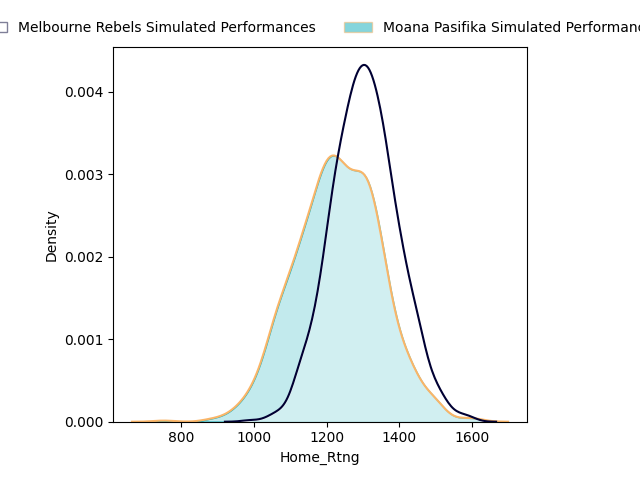 Melbourne Rebels Simulated Performances
Moana Pasifika Simulated
0.004
0.003
0.002
0.001
0.000
Density
800 1000 1200 1400 1600
Home_Rtng